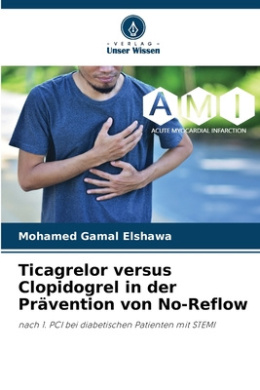 • VERLAG •
Unser Wissen
AMI
ACUTE MYOCARDIAL INFARCTION
Mohamed Gamal Elshawa
Ticagrelor versus
Clopidogrel in der
Prävention von No-Reflow
nach 1. PCI bei diabetischen Patienten mit STEMI